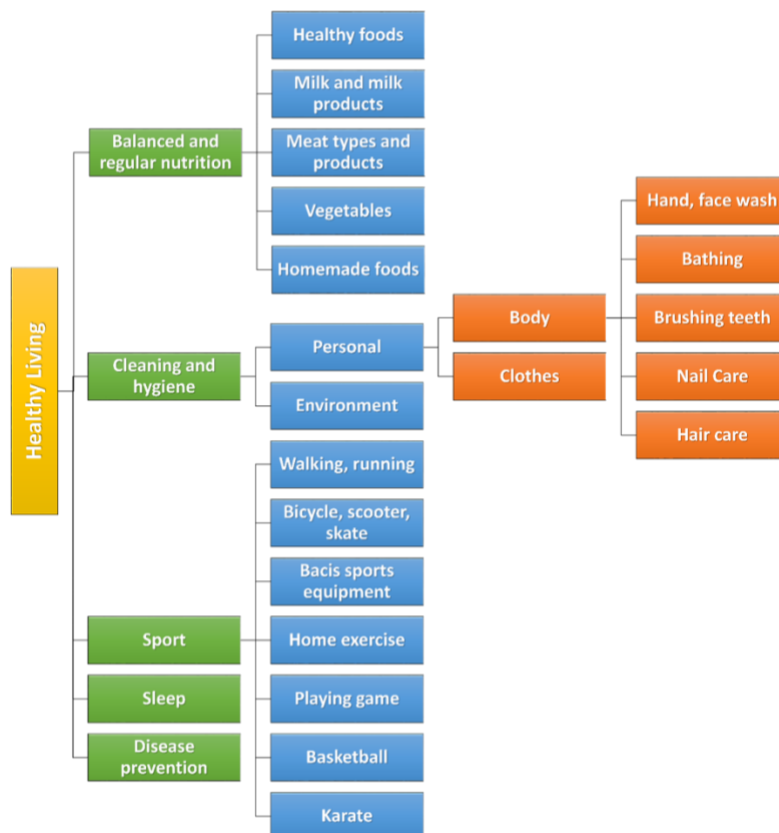 Healthy Living
Balanced and
regular nutrition
Healthy foods
Milk and milk
products
Meat types and
products
Vegetables
Homemade foods
Cleaning and
hygiene
Personal
Body
Hand, face wash
Bathing
Brushing teeth
Nail Care
Hair care
Clothes
Environment
Sport
Walking, running
Bicycle, scooter,
skate
Bacis sports
equipment
Home exercise
Playing game
Basketball
Karate
Sleep
Disease
prevention